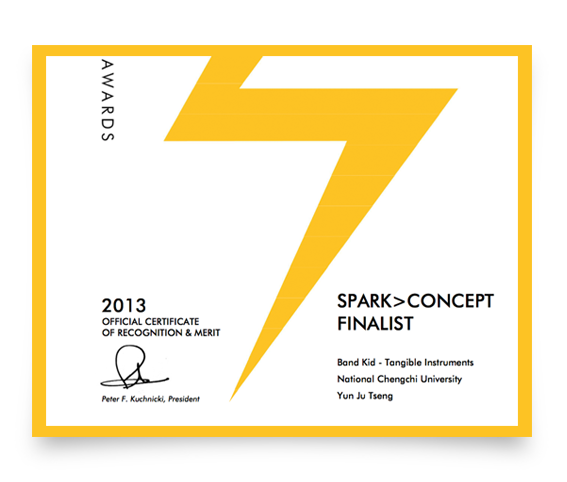 AWARDS
2013
OFFICIAL CERTIFICATE
OF RECOGNITION & MERIT
Peter F. Kuchnicki, President
SPARK>CONCEPT
FINALIST
Band Kid - Tangible Instruments
National Chengchi University
Yun Ju Tseng